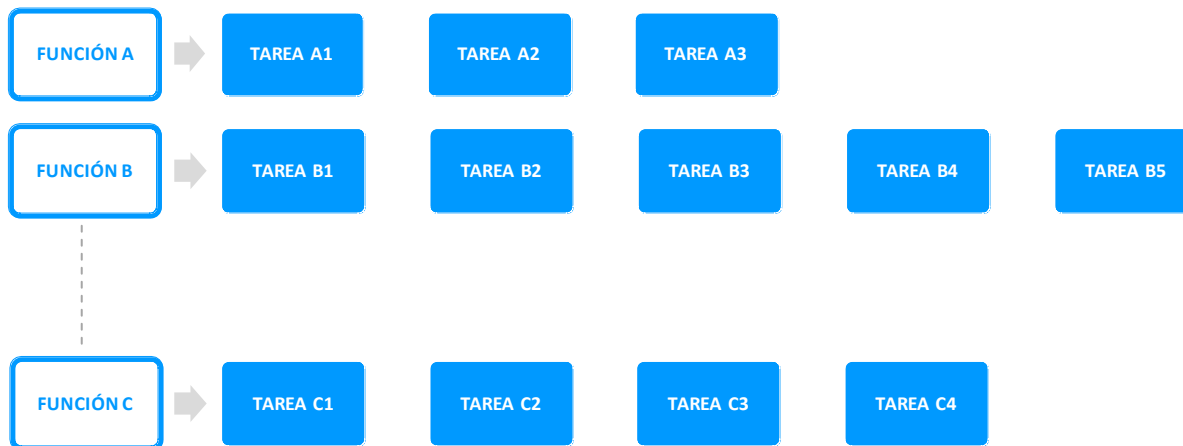 FUNCIÓN A
TAREA A1
TAREA A2
TAREA A3
FUNCIÓN B
TAREA B1
TAREA B2
TAREA B3
TAREA B4
TAREA B5
FUNCIÓN C
TAREA C1
TAREA C2
TAREA C3
TAREA C4